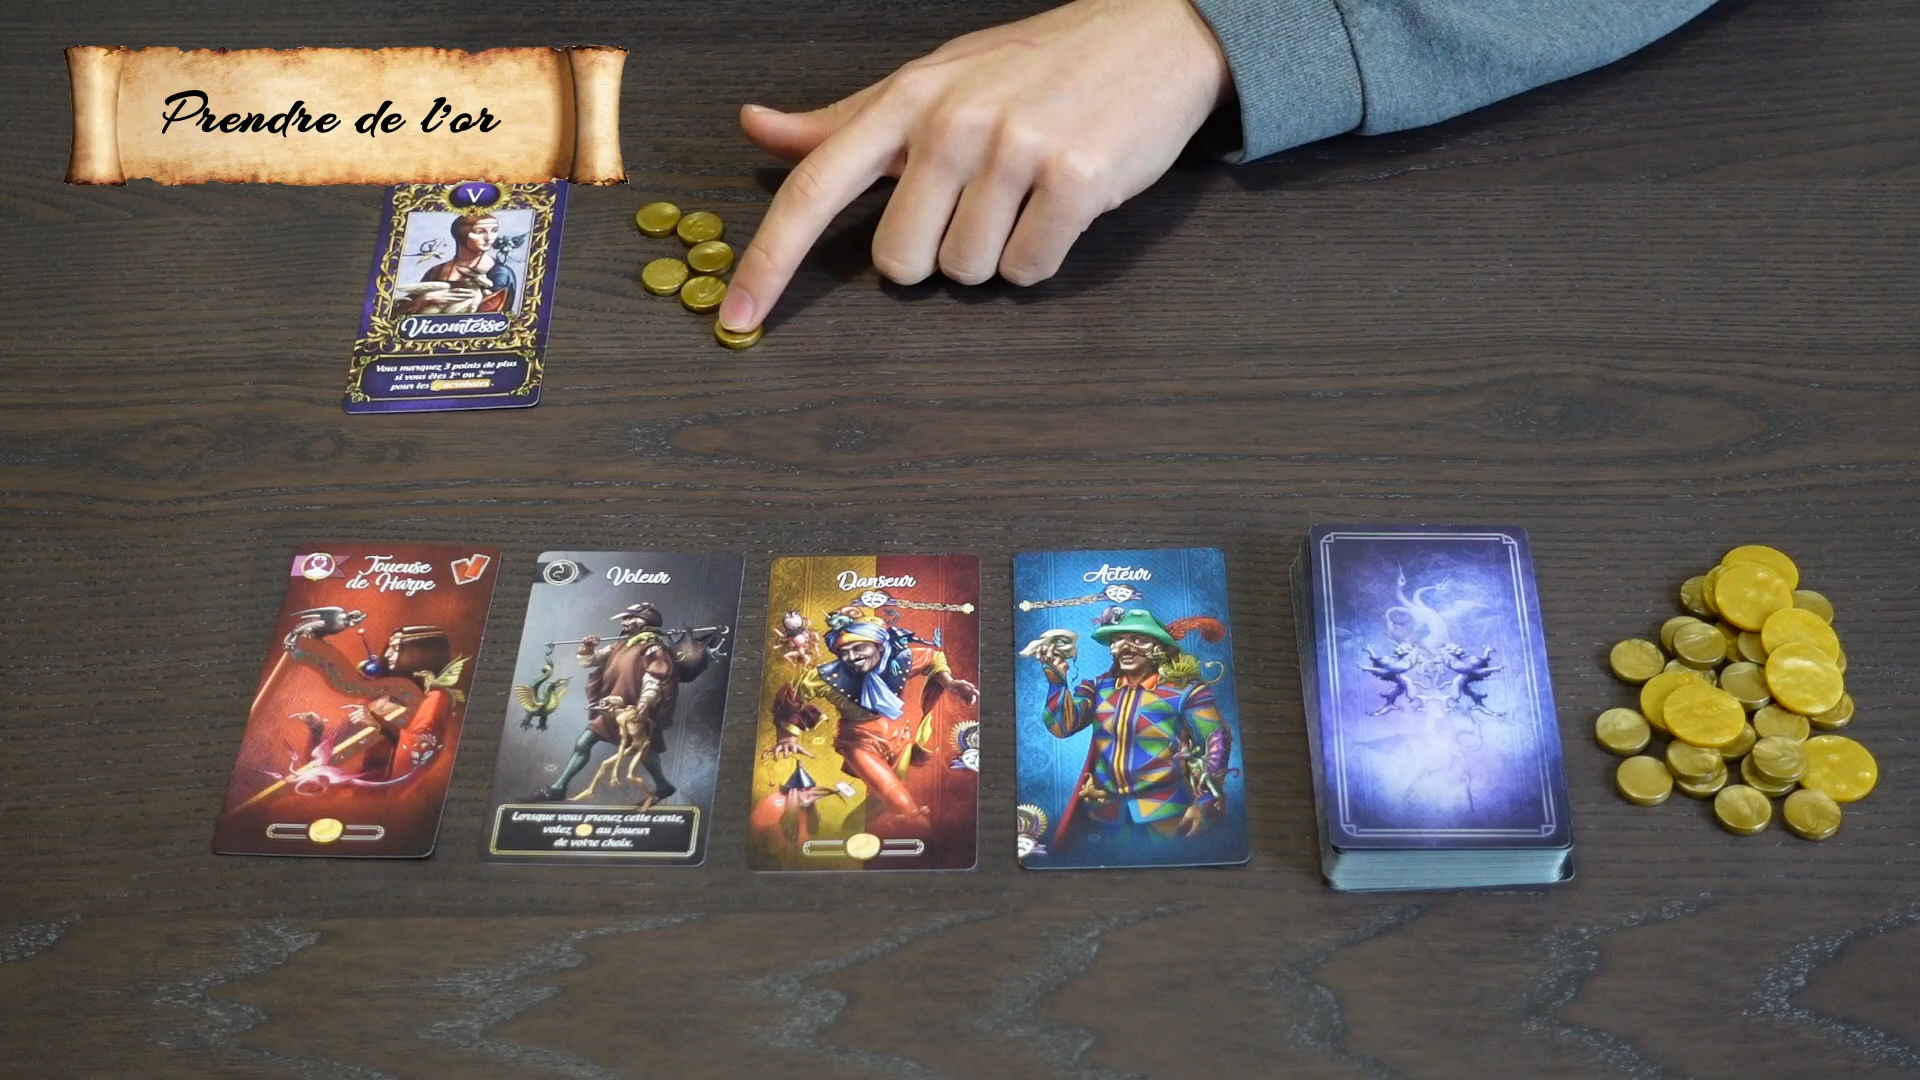 Prendre de l'or
V
Vicomtesse
Vous marquez 3 points de plus
si vous êtes 1er ou 2ème
pour les acrobates.
Joueuse
de Harpe
Voleur
Lorsque vous prenez cette carte,
volez au joueur
de votre choix.
Danseur
Acteur